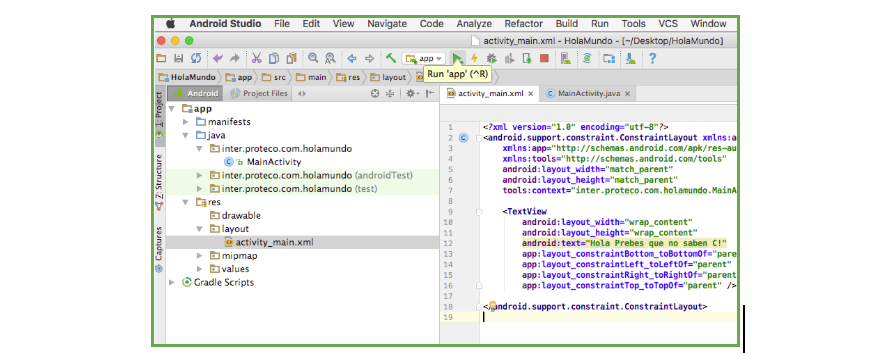 Android Studio File Edit View Navigate Code Analyze Refactor Build Run Tools VCS Window
activity_main.xml - HolaMundo - [~/Desktop/HolaMundo]
app
HolaMundo app src main res layout
Run 'app' (^R)
Android Project Files
activity_main.xml MainActivity.java
1: Project
Z: Structure
Captures
app
manifests
java
inter.proteco.com.holamundo
MainActivity
inter.proteco.com.holamundo (androidTest)
inter.proteco.com.holamundo (test)
res
drawable
layout
activity_main.xml
mipmap
values
Gradle Scripts
1 <?xml version="1.0" encoding="utf-8"?>
2 <android.support.constraint.ConstraintLayout xmlns:a
3 xmlns:app="http://schemas.android.com/apk/res-au
4 xmlns:tools="http://schemas.android.com/tools"
5 android:layout_width="match_parent"
6 android:layout_height="match_parent"
7 tools:context="inter.proteco.com.holamundo.MainA
8
9 <TextView
10 android:layout_width="wrap_content"
11 android:layout_height="wrap_content"
12 android:text="Hola Prebes que no saben C!"
13 app:layout_constraintBottom_toBottomOf="pare
14 app:layout_constraintLeft_toLeftOf="parent"
15 app:layout_constraintRight_toRightOf="parent
16 app:layout_constraintTop_toTopOf="parent" />
17
18 </android.support.constraint.ConstraintLayout>
19